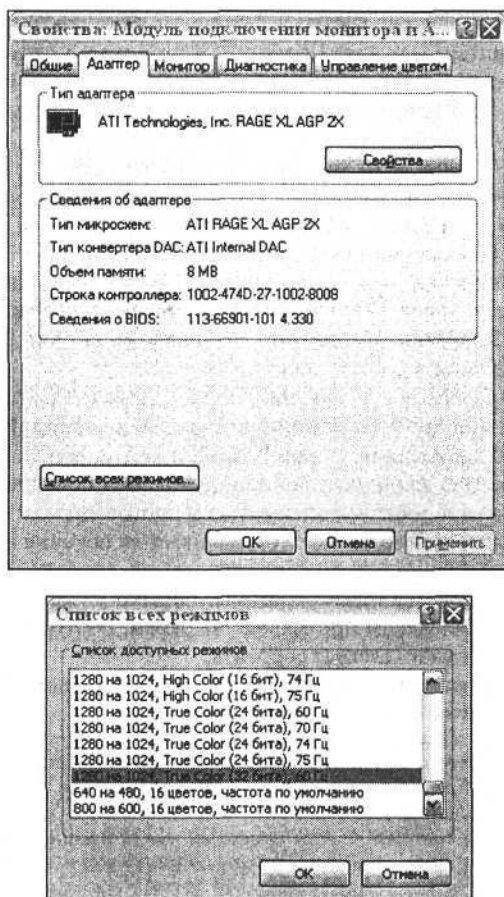 Свойства: Модуль подключения монитора и А...
Общие Адаптер Монитор Диагностика Управление цветом
Тип адаптера
ATI Technologies, Inc. RAGE XL AGP 2X
Свойства
Сведения об адаптере
Тип микросхем: ATI RAGE XL AGP 2X
Тип конвертера DAC: ATI Internal DAC
Объем памяти: 8 MB
Строка контроллера: 1002-474D-27-1002-8008
Сведения о BIOS: 113-66901-101 4.330
Список всех режимов...
OK Отмена Применить
Список всех режимов
Список доступных режимов
1280 на 1024, High Color (16 бит), 74 Гц
1280 на 1024, High Color (16 бит), 75 Гц
1280 на 1024, True Color (24 бита), 60 Гц
1280 на 1024, True Color (24 бита), 70 Гц
1280 на 1024, True Color (24 бита), 74 Гц
1280 на 1024, True Color (24 бита), 75 Гц
1280 на 1024, True Color (32 бита), 60 Гц
640 на 480, 16 цветов, частота по умолчанию
800 на 600, 16 цветов, частота по умолчанию
OK Отмена